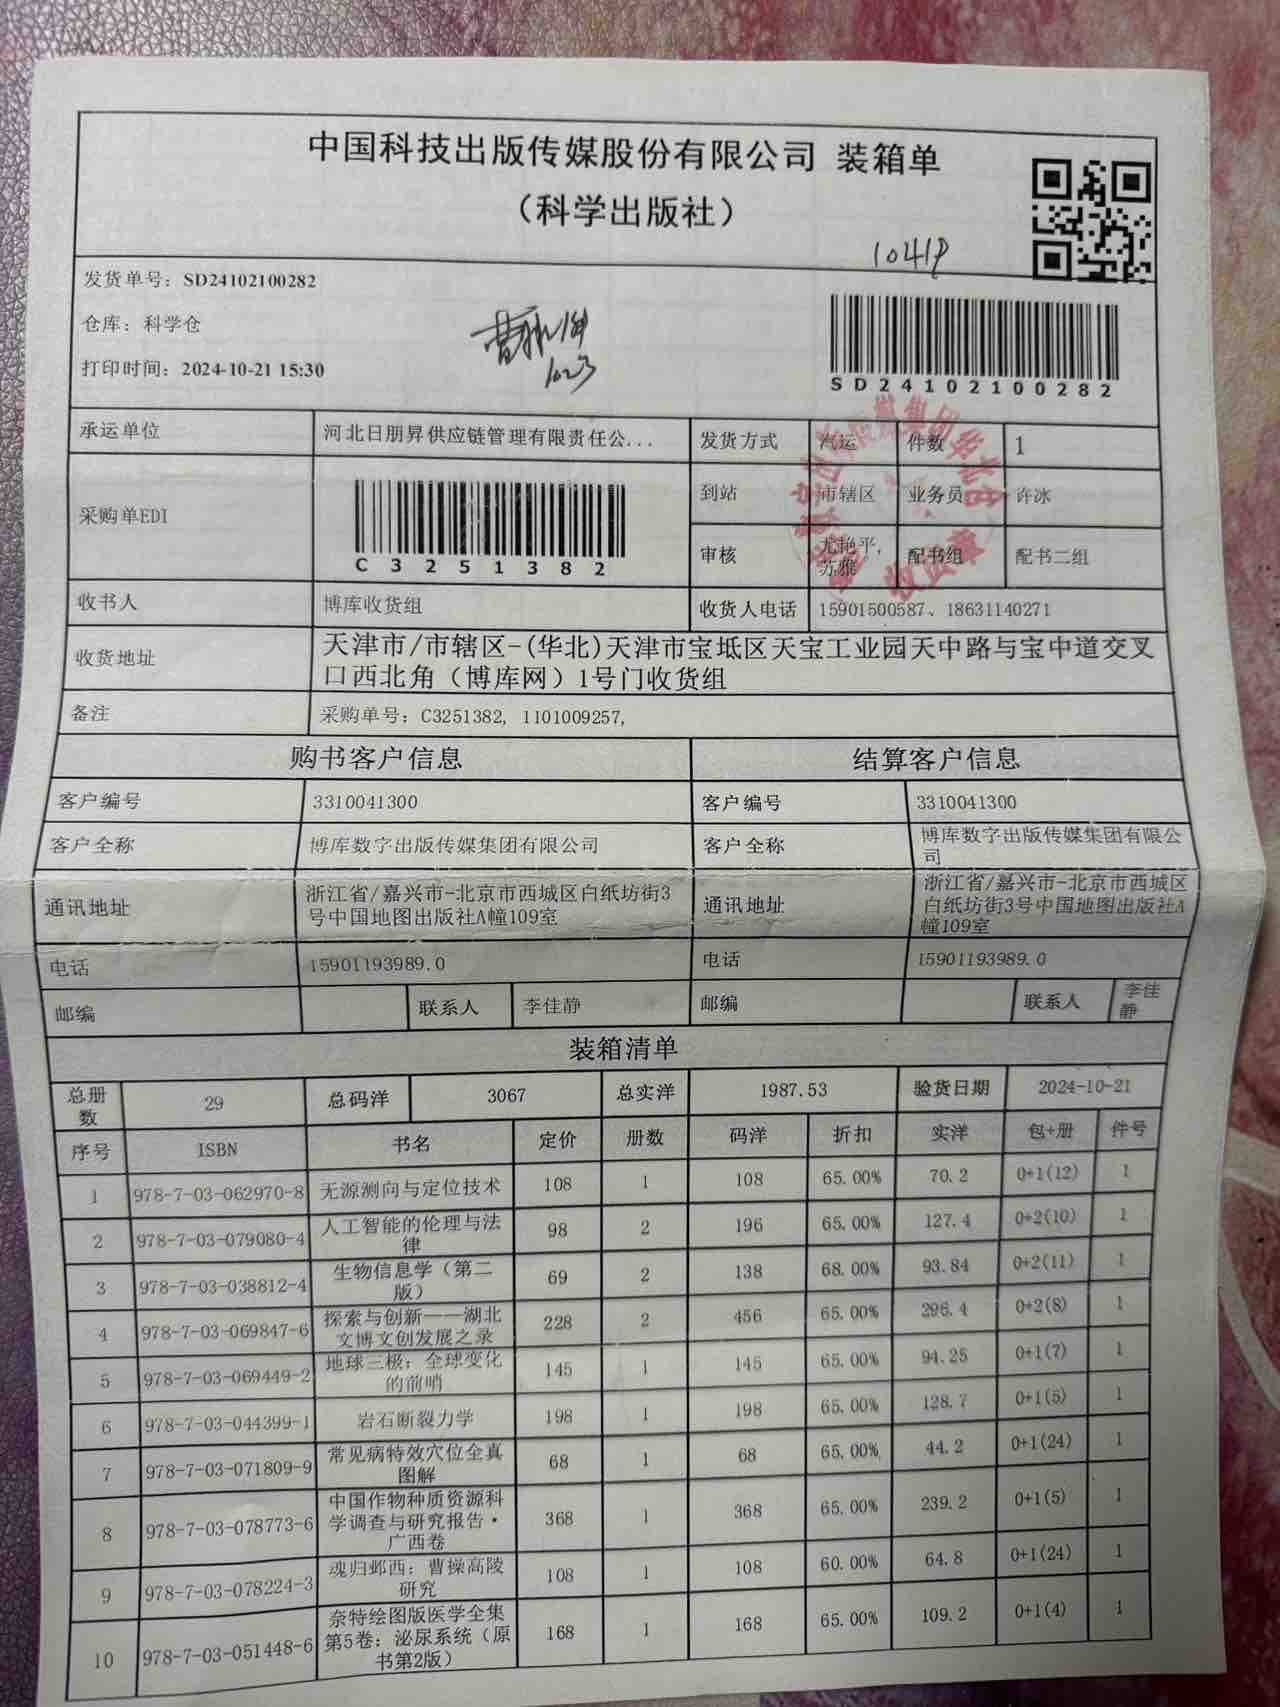 中国科技出版传媒股份有限公司 装箱单
（科学出版社）
10419
发货单号：SD24102100282
仓库：科学仓
打印时间：2024-10-21 15:30
1023
SD24102100282
承运单位 河北日朋昇供应链管理有限责任公... 发货方式 汽运 件数 1
采购单EDI C3251382 到站 市辖区 业务员 许冰
审核 尤艳平, 苏雅 配书组 配书二组
收书人 博库收货组 收货人电话 15901500587、18631140271
收货地址 天津市/市辖区-(华北)天津市宝坻区天宝工业园天中路与宝中道交叉
口西北角（博库网）1号门收货组
备注 采购单号：C3251382, 1101009257,
购书客户信息 结算客户信息
客户编号 3310041300 客户编号 3310041300
客户全称 博库数字出版传媒集团有限公司 客户全称 博库数字出版传媒集团有限公司
通讯地址 浙江省/嘉兴市-北京市西城区白纸坊街3号中国地图出版社A幢109室 通讯地址 浙江省/嘉兴市-北京市西城区白纸坊街3号中国地图出版社A幢109室
电话 15901193989.0 电话 15901193989.0
邮编 联系人 李佳静 邮编 联系人 李佳静
装箱清单
总册数 29 总码洋 3067 总实洋 1987.53 验货日期 2024-10-21
序号 ISBN 书名 定价 册数 码洋 折扣 实洋 包+册 件号
1 978-7-03-062970-8 无源测向与定位技术 108 1 108 65.00% 70.2 0+1(12) 1
2 978-7-03-079080-4 人工智能的伦理与法律 98 2 196 65.00% 127.4 0+2(10) 1
3 978-7-03-038812-4 生物信息学（第二版） 69 2 138 68.00% 93.84 0+2(11) 1
4 978-7-03-069847-6 探索与创新——湖北文博文创发展之录 228 2 456 65.00% 296.4 0+2(8) 1
5 978-7-03-069449-2 地球三极：全球变化的前哨 145 1 145 65.00% 94.25 0+1(7) 1
6 978-7-03-044399-1 岩石断裂力学 198 1 198 65.00% 128.7 0+1(5) 1
7 978-7-03-071809-9 常见病特效穴位全真图解 68 1 68 65.00% 44.2 0+1(24) 1
8 978-7-03-078773-6 中国作物种质资源科学调查与研究报告·广西卷 368 1 368 65.00% 239.2 0+1(5) 1
9 978-7-03-078224-3 魂归邺西：曹操高陵研究 108 1 108 60.00% 64.8 0+1(24) 1
10 978-7-03-051448-6 奈特绘图版医学全集 第5卷：泌尿系统（原书第2版） 168 1 168 65.00% 109.2 0+1(4) 1